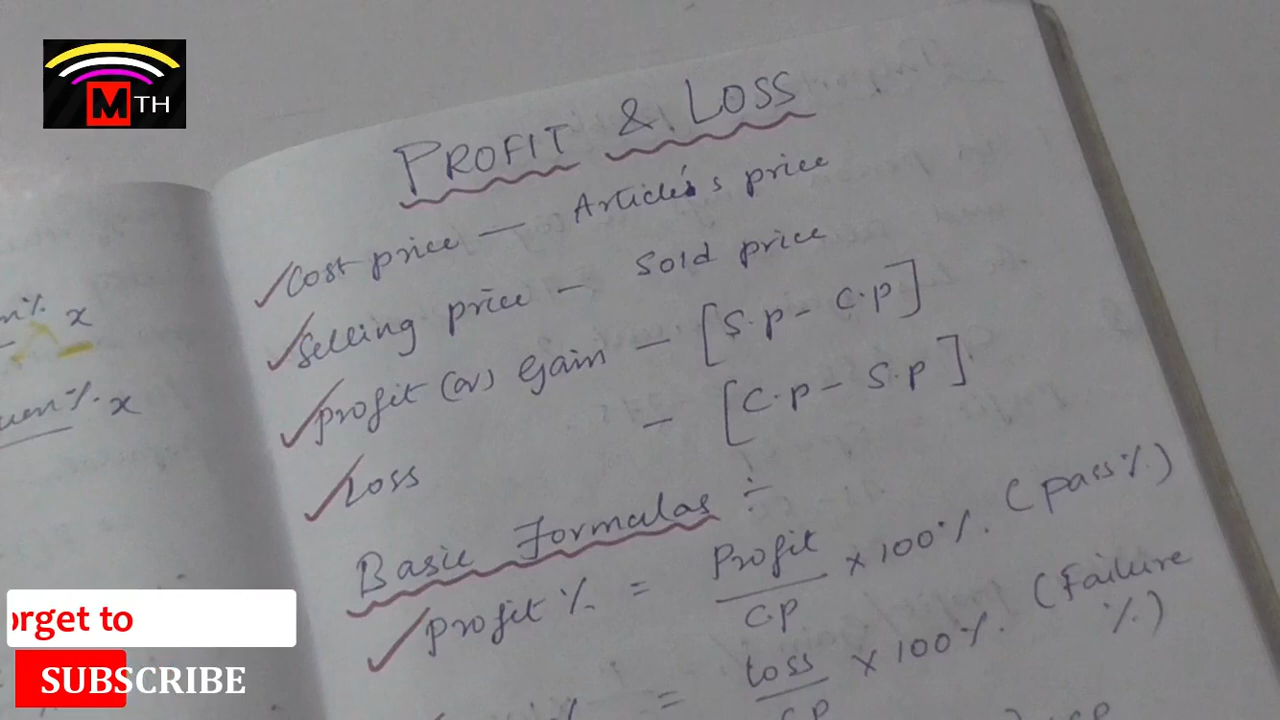 MTH
PROFIT & LOSS
✓Cost price — Article's price
✓Selling price — Sold price
✓Profit (or) Gain — [S.P - C.P]
✓Loss — [C.P - S.P]
Basic Formulas ÷
✓Profit % = Profit/C.P × 100%. (Pass%)
= Loss/C.P × 100%. (Failure %)
n%. x
x
orget to
SUBSCRIBE